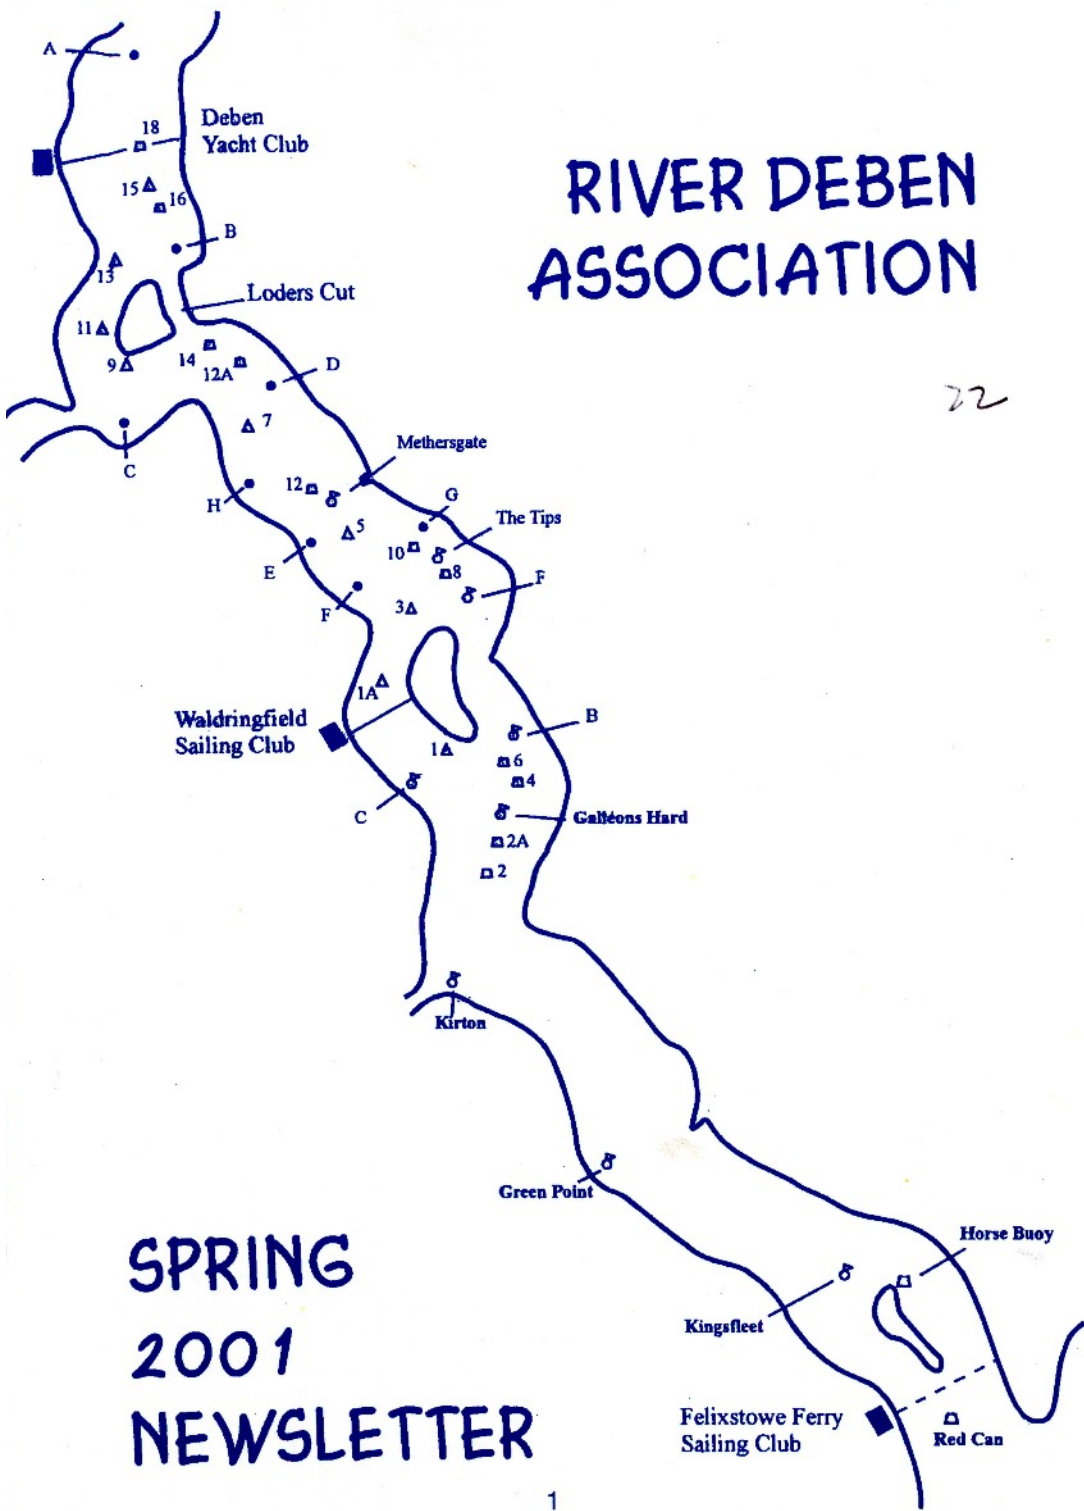 A
18
Deben
Yacht Club
15
16
B
13
RIVER DEBEN
ASSOCIATION
Loders Cut
11
9
14
12A
D
22
7
C
Methersgate
12
G
H
The Tips
5
10
E
8
F
F
3
1A
Waldringfield
Sailing Club
B
1
6
4
C
Galleons Hard
2A
2
Kirton
Green Point
Horse Buoy
SPRING
2001
NEWSLETTER
Kingsfleet
Felixstowe Ferry
Sailing Club
Red Can
1